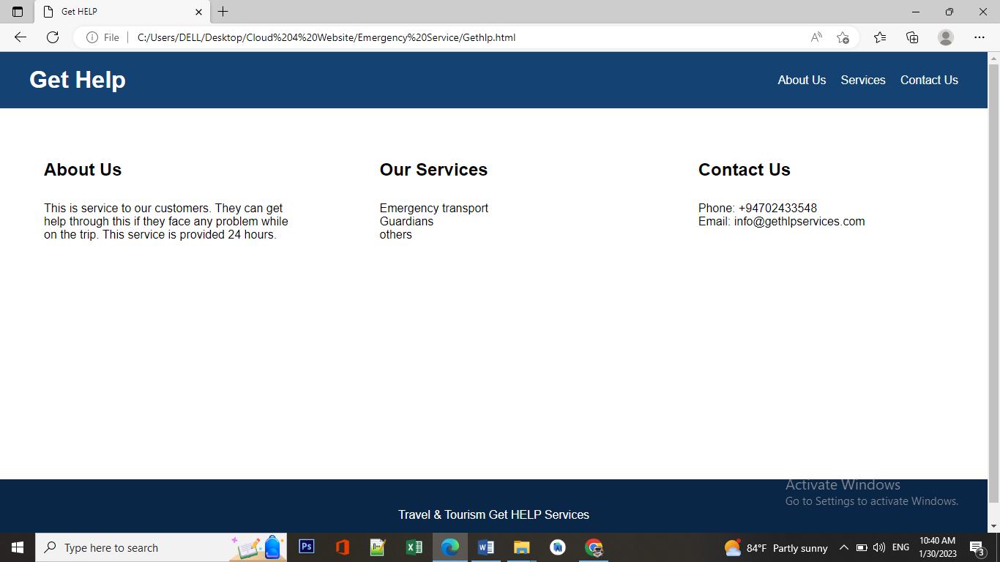 Get HELP
File
C:/Users/DELL/Desktop/Cloud%204%20Website/Emergency%20Service/Gethlp.html
Get Help
About Us
Services
Contact Us
About Us
This is service to our customers. They can get
help through this if they face any problem while
on the trip. This service is provided 24 hours.
Our Services
Emergency transport
Guardians
others
Contact Us
Phone: +94702433548
Email: info@gethlpservices.com
Activate Windows
Go to Settings to activate Windows.
Travel & Tourism Get HELP Services
Type here to search
Ps
84°F Partly sunny
ENG
10:40 AM
1/30/2023
3